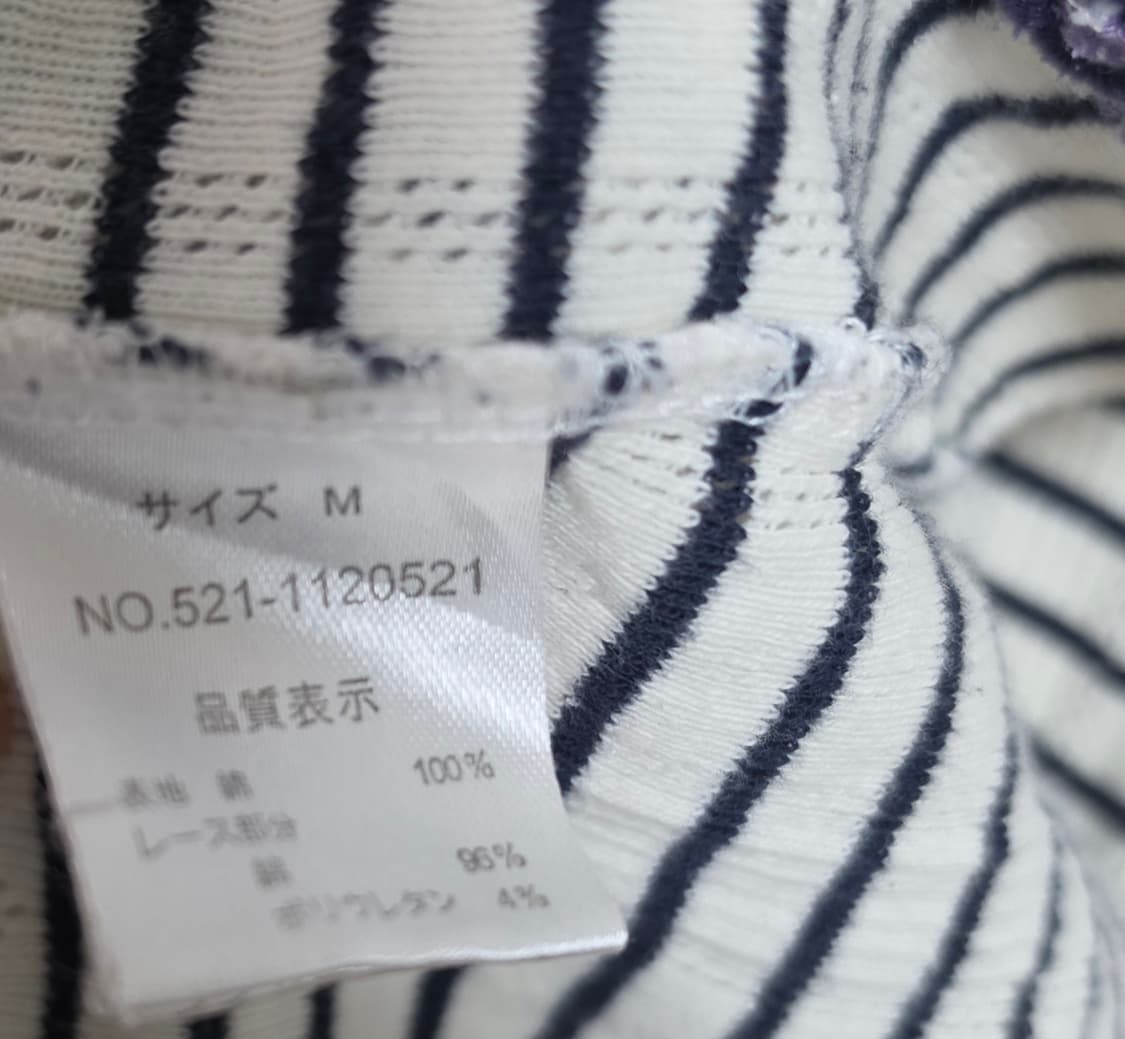 サイズ M
NO.521-1120521
品質表示
表袖 綿 100%
レース部分
綿 96%
ポリウレタン 4%